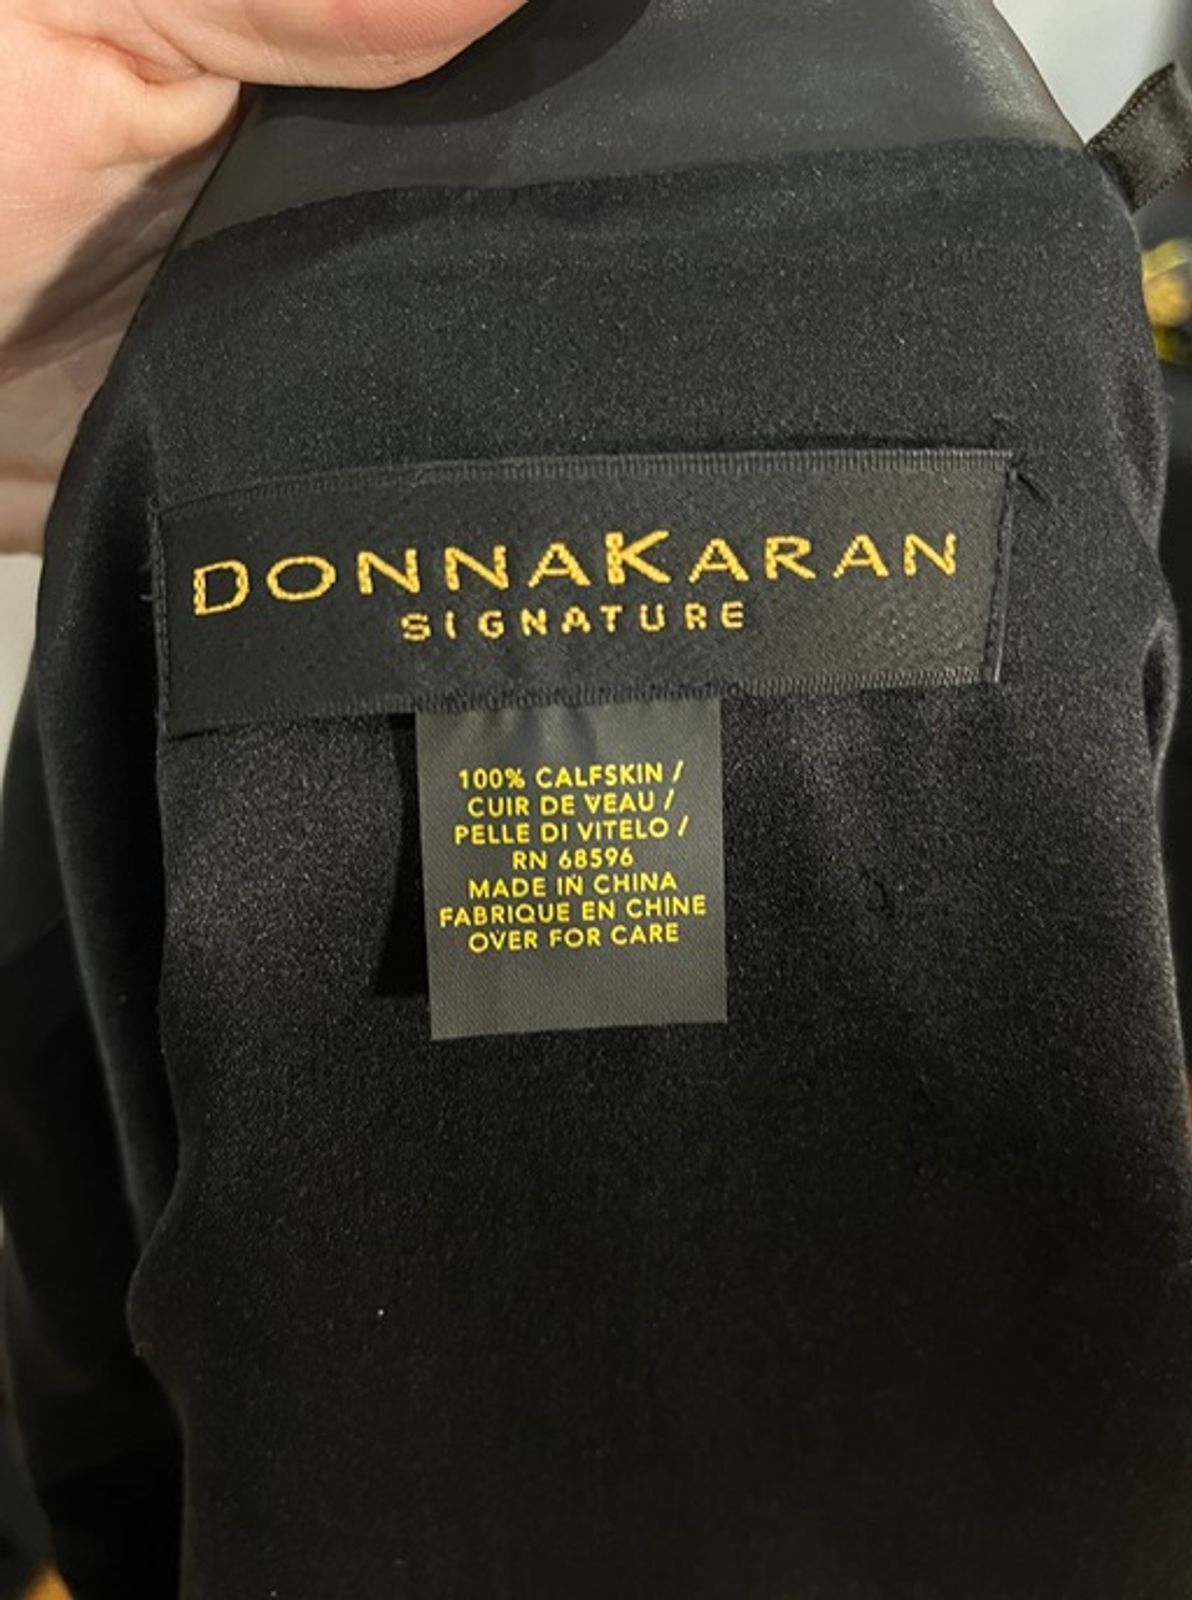 DONNAKARAN
SIGNATURE
100% CALFSKIN /
CUIR DE VEAU /
PELLE DI VITELO /
RN 68596
MADE IN CHINA
FABRIQUE EN CHINE
OVER FOR CARE